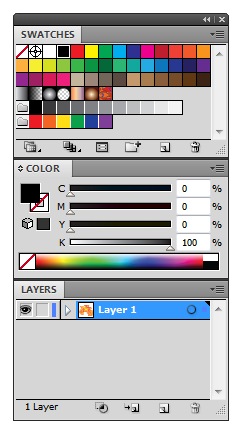 SWATCHES
COLOR
C 0 %
M 0 %
Y 0 %
K 100 %
LAYERS
Layer 1
1 Layer